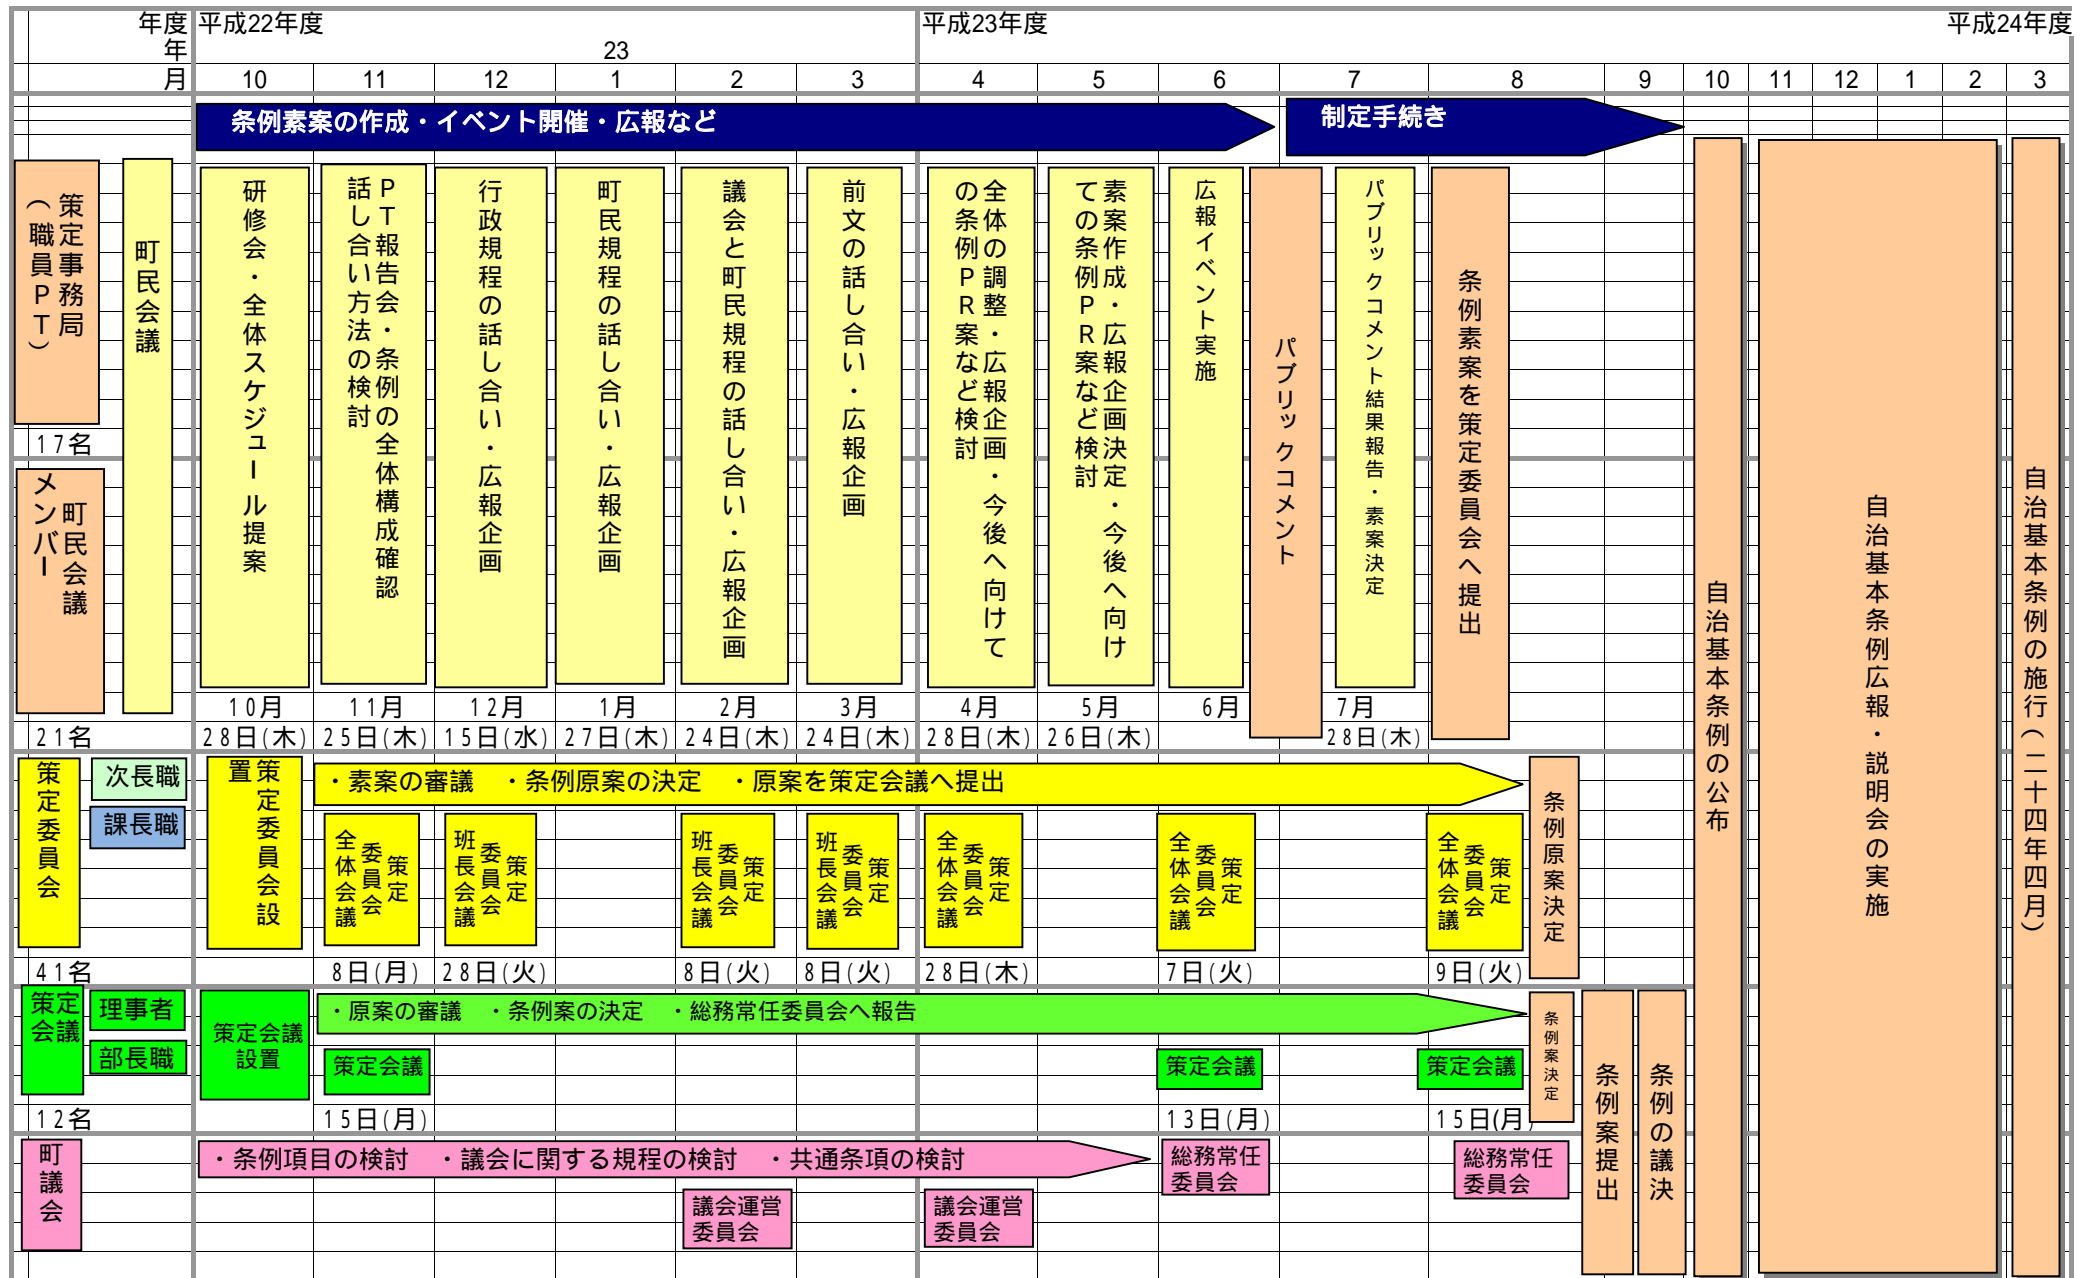 年度 平成22年度 平成23年度 平成24年度
年 23
月 10 11 12 1 2 3 4 5 6 7 8 9 10 11 12 1 2 3
条例素案の作成・イベント開催・広報など
制定手続き
策定事務局
(職員PT)
17名
町民会議
メンバー
21名
町民会議
研修会・全体スケジュール提案
PT報告会・条例の全体構成確認
話し合い方法の検討
行政規程の話し合い・広報企画
町民規程の話し合い・広報企画
議会と町民規程の話し合い・広報企画
前文の話し合い・広報企画
全体の調整・広報企画・今後へ向けて
の条例PR案など検討
素案作成・広報企画決定・今後へ向け
ての条例PR案など検討
広報イベント実施
パブリックコメント
パブリックコメント結果報告・素案決定
条例素案を策定委員会へ提出
10月 11月 12月 1月 2月 3月 4月 5月 6月 7月
28日(木) 25日(木) 15日(水) 27日(木) 24日(木) 24日(木) 28日(木) 26日(木) 28日(木)
自治基本条例の公布
自治基本条例広報・説明会の実施
自治基本条例の施行(二十四年四月)
策定委員会
次長職
課長職
41名
策定委員会設
置
・素案の審議 ・条例原案の決定 ・原案を策定会議へ提出
策定
委員会
全体会議
策定
委員会
班長会議
策定
委員会
班長会議
策定
委員会
班長会議
策定
委員会
全体会議
策定
委員会
全体会議
策定
委員会
全体会議
条例原案決定
8日(月) 28日(火) 8日(火) 8日(火) 28日(木) 7日(火) 9日(火)
策定
会議
理事者
部長職
12名
策定会議
設置
・原案の審議 ・条例案の決定 ・総務常任委員会へ報告
策定会議
策定会議
策定会議
条例案決定
条例案提出
条例の議決
15日(月) 13日(月) 15日(月)
町議会
・条例項目の検討 ・議会に関する規程の検討 ・共通条項の検討
総務常任
委員会
総務常任
委員会
議会運営
委員会
議会運営
委員会